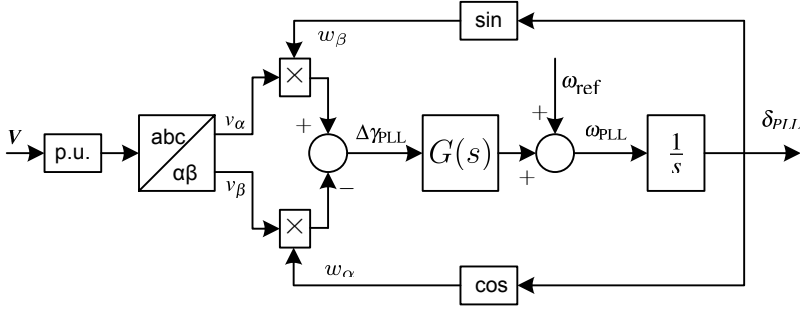 sin
w_β
×
ω_ref
+
v_α
+
V
p.u.
abc
αβ
Δγ_PLL
G(s)
ω_PLL
1/s
δ_PLL
+
v_β
−
×
w_α
cos